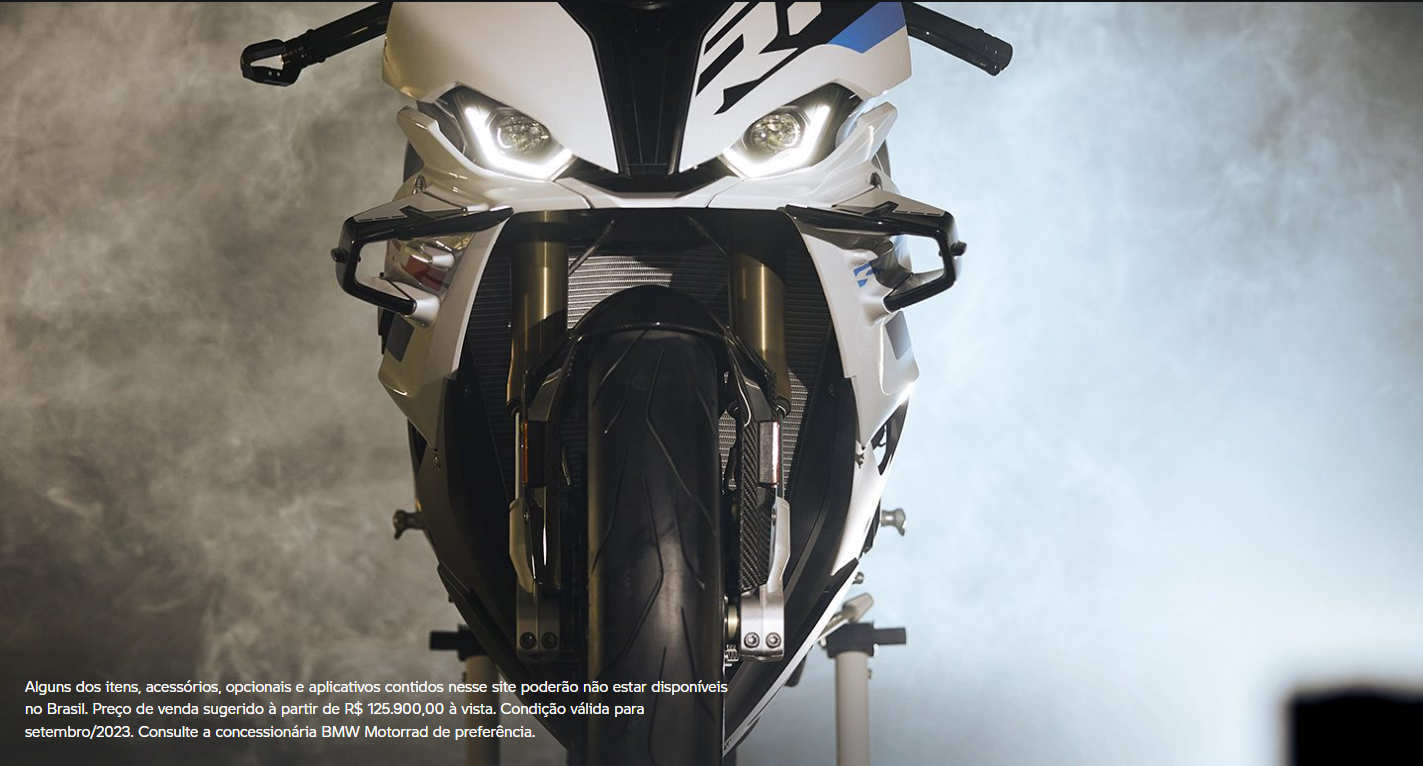 Alguns dos itens, acessórios, opcionais e aplicativos contidos nesse site poderão não estar disponíveis
no Brasil. Preço de venda sugerido à partir de R$ 125.900,00 à vista. Condição válida para
setembro/2023. Consulte a concessionária BMW Motorrad de preferência.